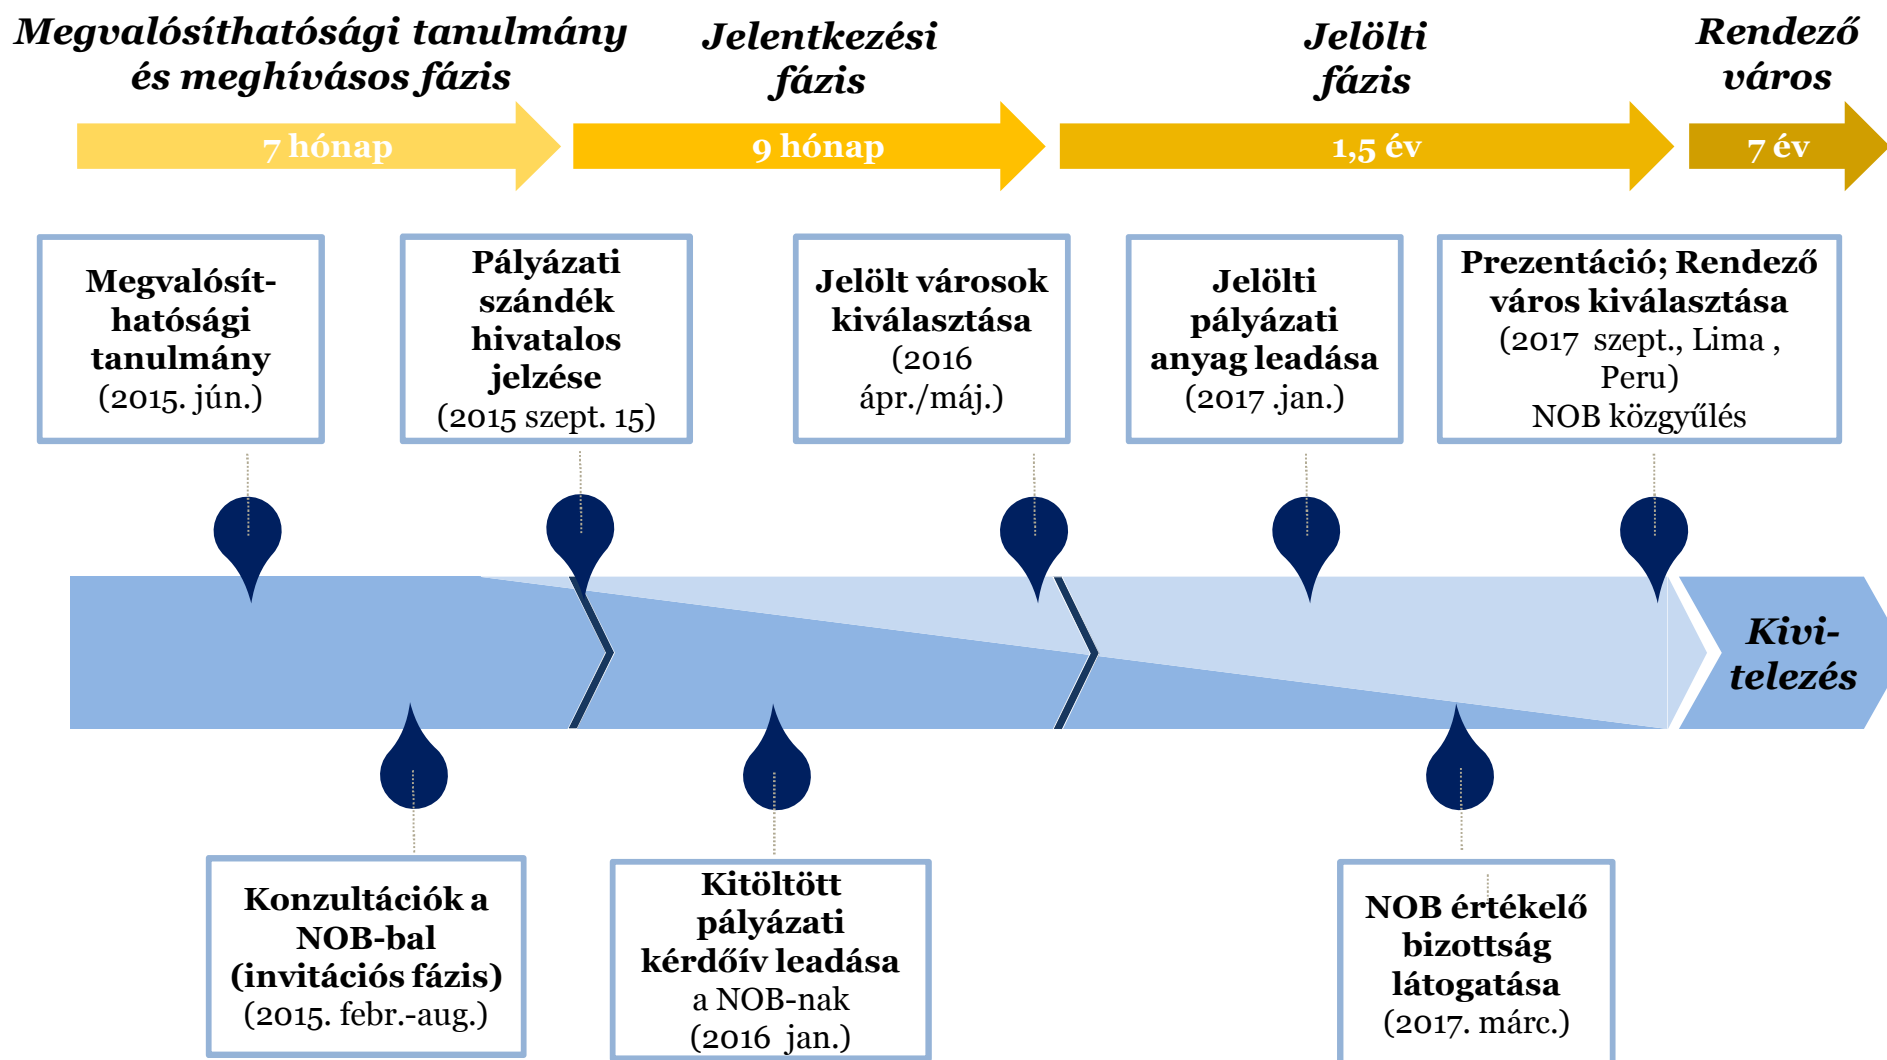 Megvalósíthatósági tanulmány
és meghívásos fázis
Jelentkezési
fázis
Jelölti
fázis
Rendező
város
7 hónap
9 hónap
1,5 év
7 év
Megvalósít-
hatósági
tanulmány
(2015. jún.)
Pályázati
szándék
hivatalos
jelzése
(2015 szept. 15)
Jelölt városok
kiválasztása
(2016
ápr./máj.)
Jelölti
pályázati
anyag leadása
(2017 .jan.)
Prezentáció; Rendező
város kiválasztása
(2017 szept., Lima ,
Peru)
NOB közgyűlés
Kivi-
telezés
Konzultációk a
NOB-bal
(invitációs fázis)
(2015. febr.-aug.)
Kitöltött
pályázati
kérdőív leadása
a NOB-nak
(2016 jan.)
NOB értékelő
bizottság
látogatása
(2017. márc.)